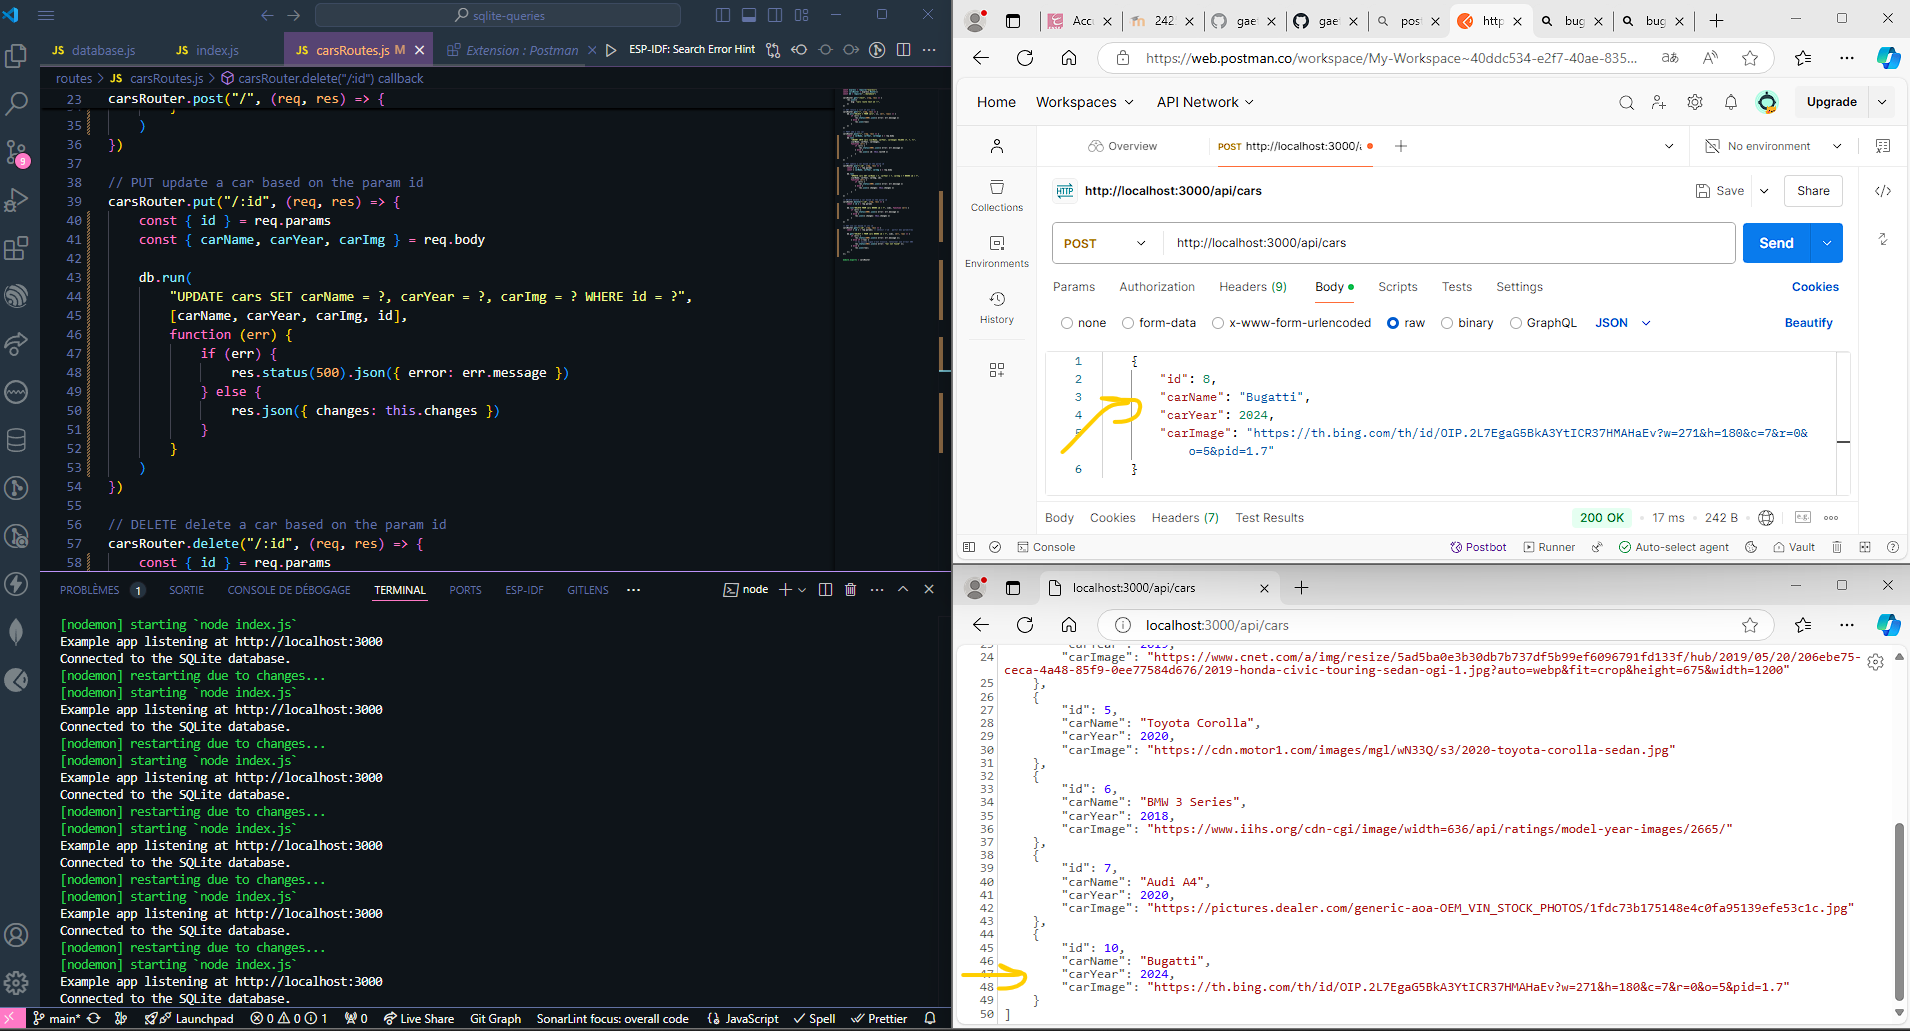 sqlite-queries
JS database.js
JS index.js
JS carsRoutes.js M
Extension : Postman
ESP-IDF: Search Error Hint
routes > JS carsRoutes.js > carsRouter.delete("/:id") callback
23 carsRouter.post("/", (req, res) => {
35 )
36 })
37
38 // PUT update a car based on the param id
39 carsRouter.put("/:id", (req, res) => {
40 const { id } = req.params
41 const { carName, carYear, carImg } = req.body
42
43 db.run(
44 "UPDATE cars SET carName = ?, carYear = ?, carImg = ? WHERE id = ?",
45 [carName, carYear, carImg, id],
46 function (err) {
47 if (err) {
48 res.status(500).json({ error: err.message })
49 } else {
50 res.json({ changes: this.changes })
51 }
52 }
53 )
54 })
55
56 // DELETE delete a car based on the param id
57 carsRouter.delete("/:id", (req, res) => {
58 const { id } = req.params
9
PROBLÈMES 1 SORTIE CONSOLE DE DÉBOGAGE TERMINAL PORTS ESP-IDF GITLENS
node
[nodemon] starting `node index.js`
Example app listening at http://localhost:3000
Connected to the SQLite database.
[nodemon] restarting due to changes...
[nodemon] starting `node index.js`
Example app listening at http://localhost:3000
Connected to the SQLite database.
[nodemon] restarting due to changes...
[nodemon] starting `node index.js`
Example app listening at http://localhost:3000
Connected to the SQLite database.
[nodemon] restarting due to changes...
[nodemon] starting `node index.js`
Example app listening at http://localhost:3000
Connected to the SQLite database.
[nodemon] restarting due to changes...
[nodemon] starting `node index.js`
Example app listening at http://localhost:3000
Connected to the SQLite database.
[nodemon] restarting due to changes...
[nodemon] starting `node index.js`
Example app listening at http://localhost:3000
Connected to the SQLite database.
main* Launchpad 0 0 1 0 Live Share Git Graph SonarLint focus: overall code JavaScript Spell Prettier
Acc 242 gae gae post http bug bug
https://web.postman.co/workspace/My-Workspace~40ddc534-e2f7-40ae-835...
Home Workspaces API Network Upgrade
Overview POST http://localhost:3000/ No environment
HTTP http://localhost:3000/api/cars Save Share
Collections
Environments
History
POST http://localhost:3000/api/cars Send
Params Authorization Headers (9) Body Scripts Tests Settings Cookies
none form-data x-www-form-urlencoded raw binary GraphQL JSON Beautify
1 {
2 "id": 8,
3 "carName": "Bugatti",
4 "carYear": 2024,
5 "carImage": "https://th.bing.com/th/id/OIP.2L7EgaG5BkA3YtICR37HMAHaEv?w=271&h=180&c=7&r=0&
o=5&pid=1.7"
6 }
Body Cookies Headers (7) Test Results 200 OK 17 ms 242 B
Console Postbot Runner Auto-select agent Vault
localhost:3000/api/cars
localhost:3000/api/cars
23 "carYear": 2019,
24 "carImage": "https://www.cnet.com/a/img/resize/5ad5ba0e3b30db7b737df5b99ef6096791fd133f/hub/2019/05/20/206ebe75-
ceca-4a48-85f9-0ee77584d676/2019-honda-civic-touring-sedan-ogi-1.jpg?auto=webp&fit=crop&height=675&width=1200"
25 },
26 {
27 "id": 5,
28 "carName": "Toyota Corolla",
29 "carYear": 2020,
30 "carImage": "https://cdn.motor1.com/images/mgl/wN33Q/s3/2020-toyota-corolla-sedan.jpg"
31 },
32 {
33 "id": 6,
34 "carName": "BMW 3 Series",
35 "carYear": 2018,
36 "carImage": "https://www.iihs.org/cdn-cgi/image/width=636/api/ratings/model-year-images/2665/"
37 },
38 {
39 "id": 7,
40 "carName": "Audi A4",
41 "carYear": 2020,
42 "carImage": "https://pictures.dealer.com/generic-aoa-OEM_VIN_STOCK_PHOTOS/1fdc73b175148e4c0fa95139efe53c1c.jpg"
43 },
44 {
45 "id": 10,
46 "carName": "Bugatti",
47 "carYear": 2024,
48 "carImage": "https://th.bing.com/th/id/OIP.2L7EgaG5BkA3YtICR37HMAHaEv?w=271&h=180&c=7&r=0&o=5&pid=1.7"
49 }
50 ]